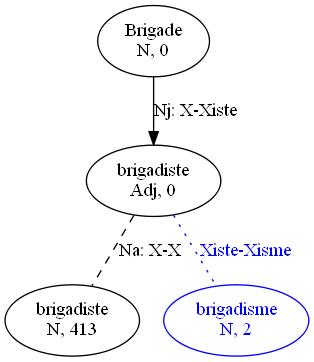 Brigade
N, 0
Nj: X-Xiste
brigadiste
Adj, 0
Na: X-X
Xiste-Xisme
brigadiste
N, 413
brigadisme
N, 2